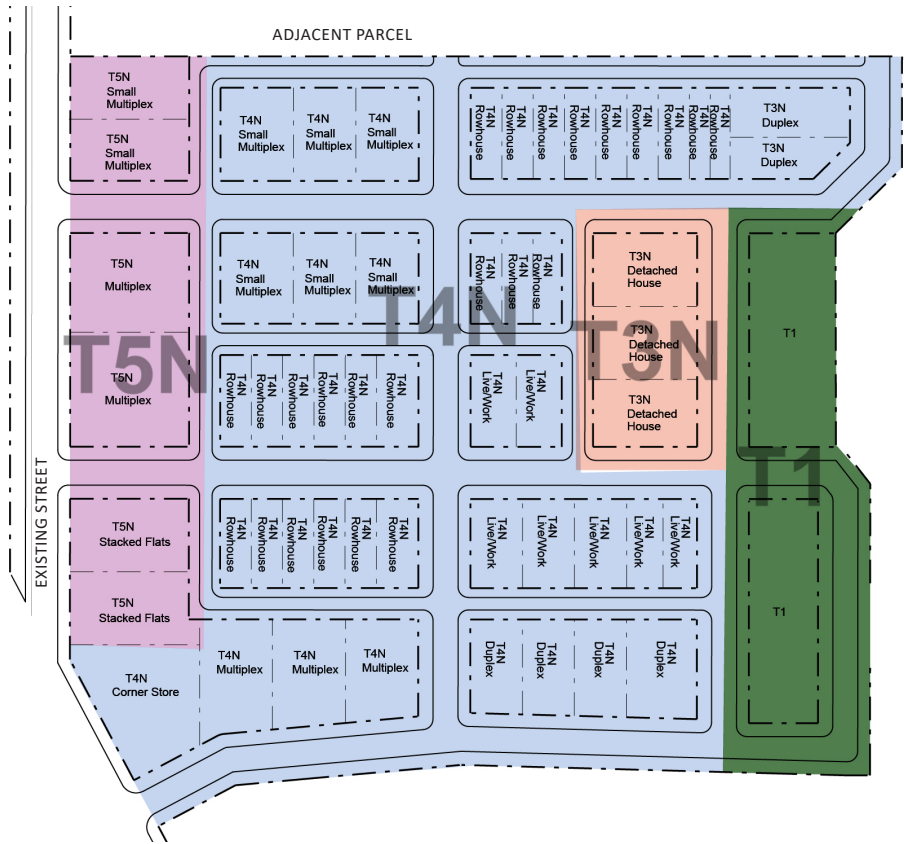 ADJACENT PARCEL
T5N
Small
Multiplex
T5N
Small
Multiplex
T4N
Small
Multiplex
T4N
Small
Multiplex
T4N
Small
Multiplex
T4N
Rowhouse
T4N
Rowhouse
T4N
Rowhouse
T4N
Rowhouse
T4N
Rowhouse
T4N
Rowhouse
T4N
Rowhouse
T4N
Rowhouse
T4N
Rowhouse
T3N
Duplex
T3N
Duplex
T5N
Multiplex
T5N
Multiplex
T5N
T4N
Small
Multiplex
T4N
Small
Multiplex
T4N
Small
Multiplex
T4N
T4N
Rowhouse
T4N
Rowhouse
T4N
Rowhouse
T3N
Detached
House
T3N
Detached
House
T3N
Detached
House
T3N
T1
T1
T4N
Rowhouse
T4N
Rowhouse
T4N
Rowhouse
T4N
Rowhouse
T4N
Rowhouse
T4N
Rowhouse
T4N
Live/Work
T4N
Live/Work
EXISTING STREET
T5N
Stacked Flats
T5N
Stacked Flats
T4N
Rowhouse
T4N
Rowhouse
T4N
Rowhouse
T4N
Rowhouse
T4N
Rowhouse
T4N
Rowhouse
T4N
Live/Work
T4N
Live/Work
T4N
Live/Work
T4N
Live/Work
T4N
Live/Work
T1
T4N
Corner Store
T4N
Multiplex
T4N
Multiplex
T4N
Multiplex
T4N
Duplex
T4N
Duplex
T4N
Duplex
T4N
Duplex